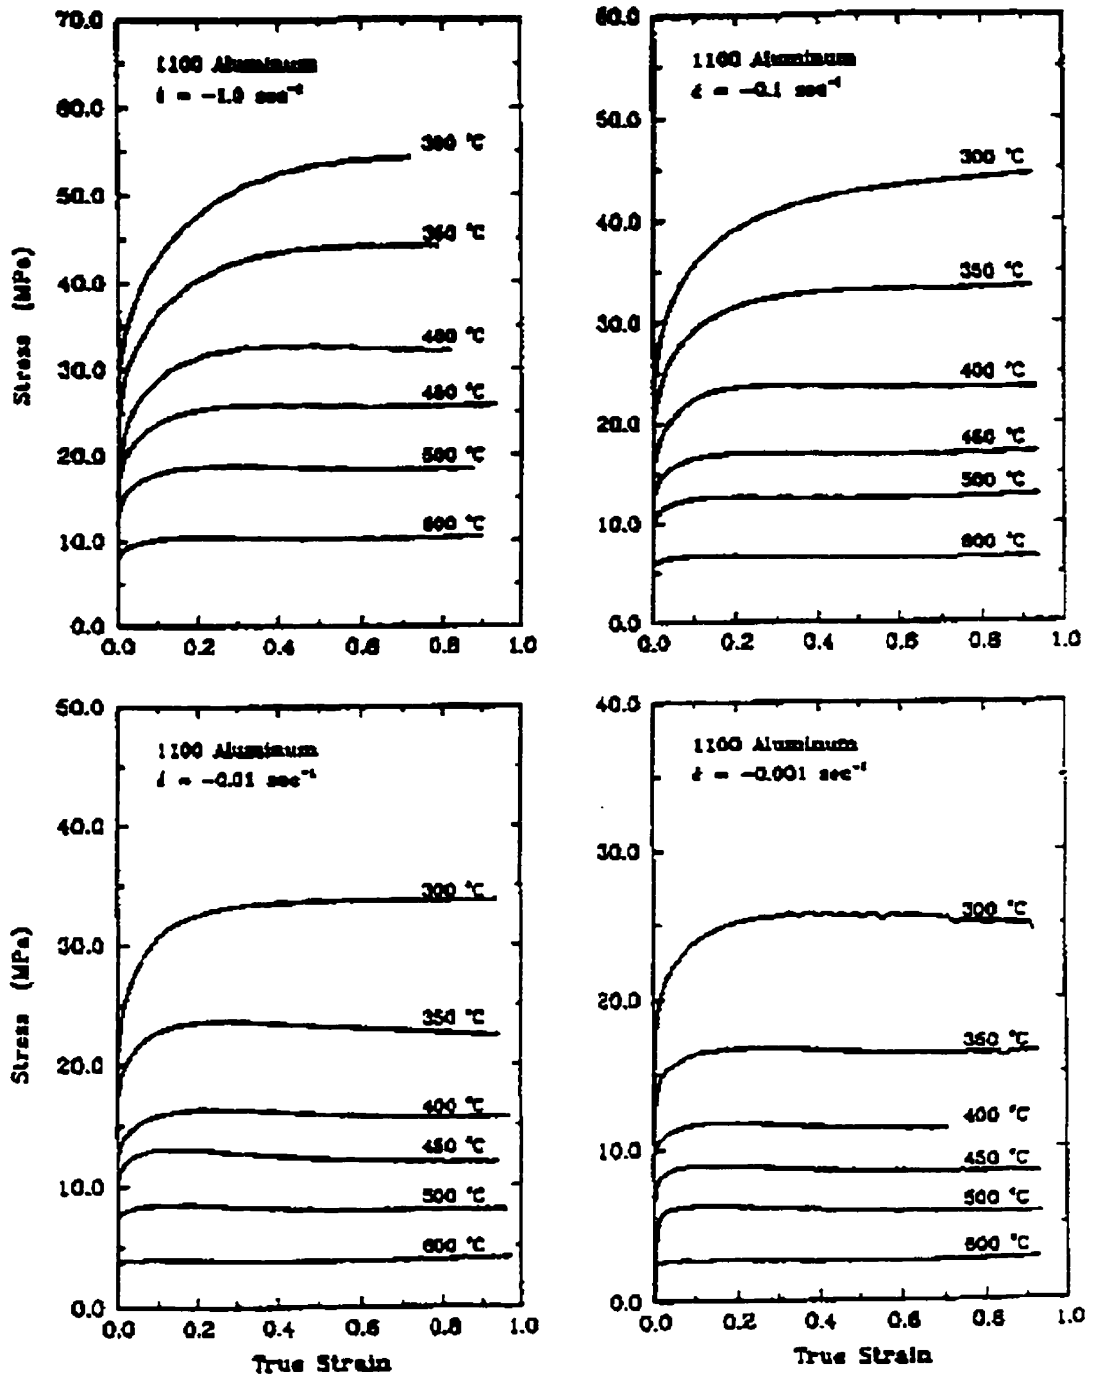 70.0
60.0
50.0
40.0
30.0
20.0
10.0
0.0
Stress (MPa)
1100 Aluminum
= -1.0 sec⁻¹
300 °C
350 °C
400 °C
450 °C
500 °C
600 °C
0.0 0.2 0.4 0.6 0.8 1.0
60.0
50.0
40.0
30.0
20.0
10.0
0.0
1100 Aluminum
ε̇ = -0.1 sec⁻¹
300 °C
350 °C
400 °C
450 °C
500 °C
600 °C
0.0 0.2 0.4 0.6 0.8 1.0
50.0
40.0
30.0
20.0
10.0
0.0
Stress (MPa)
1100 Aluminum
ε̇ = -0.01 sec⁻¹
300 °C
350 °C
400 °C
450 °C
500 °C
600 °C
0.0 0.2 0.4 0.6 0.8 1.0
True Strain
40.0
30.0
20.0
10.0
0.0
1100 Aluminum
ε̇ = -0.001 sec⁻¹
300 °C
350 °C
400 °C
450 °C
500 °C
600 °C
0.0 0.2 0.4 0.6 0.8 1.0
True Strain